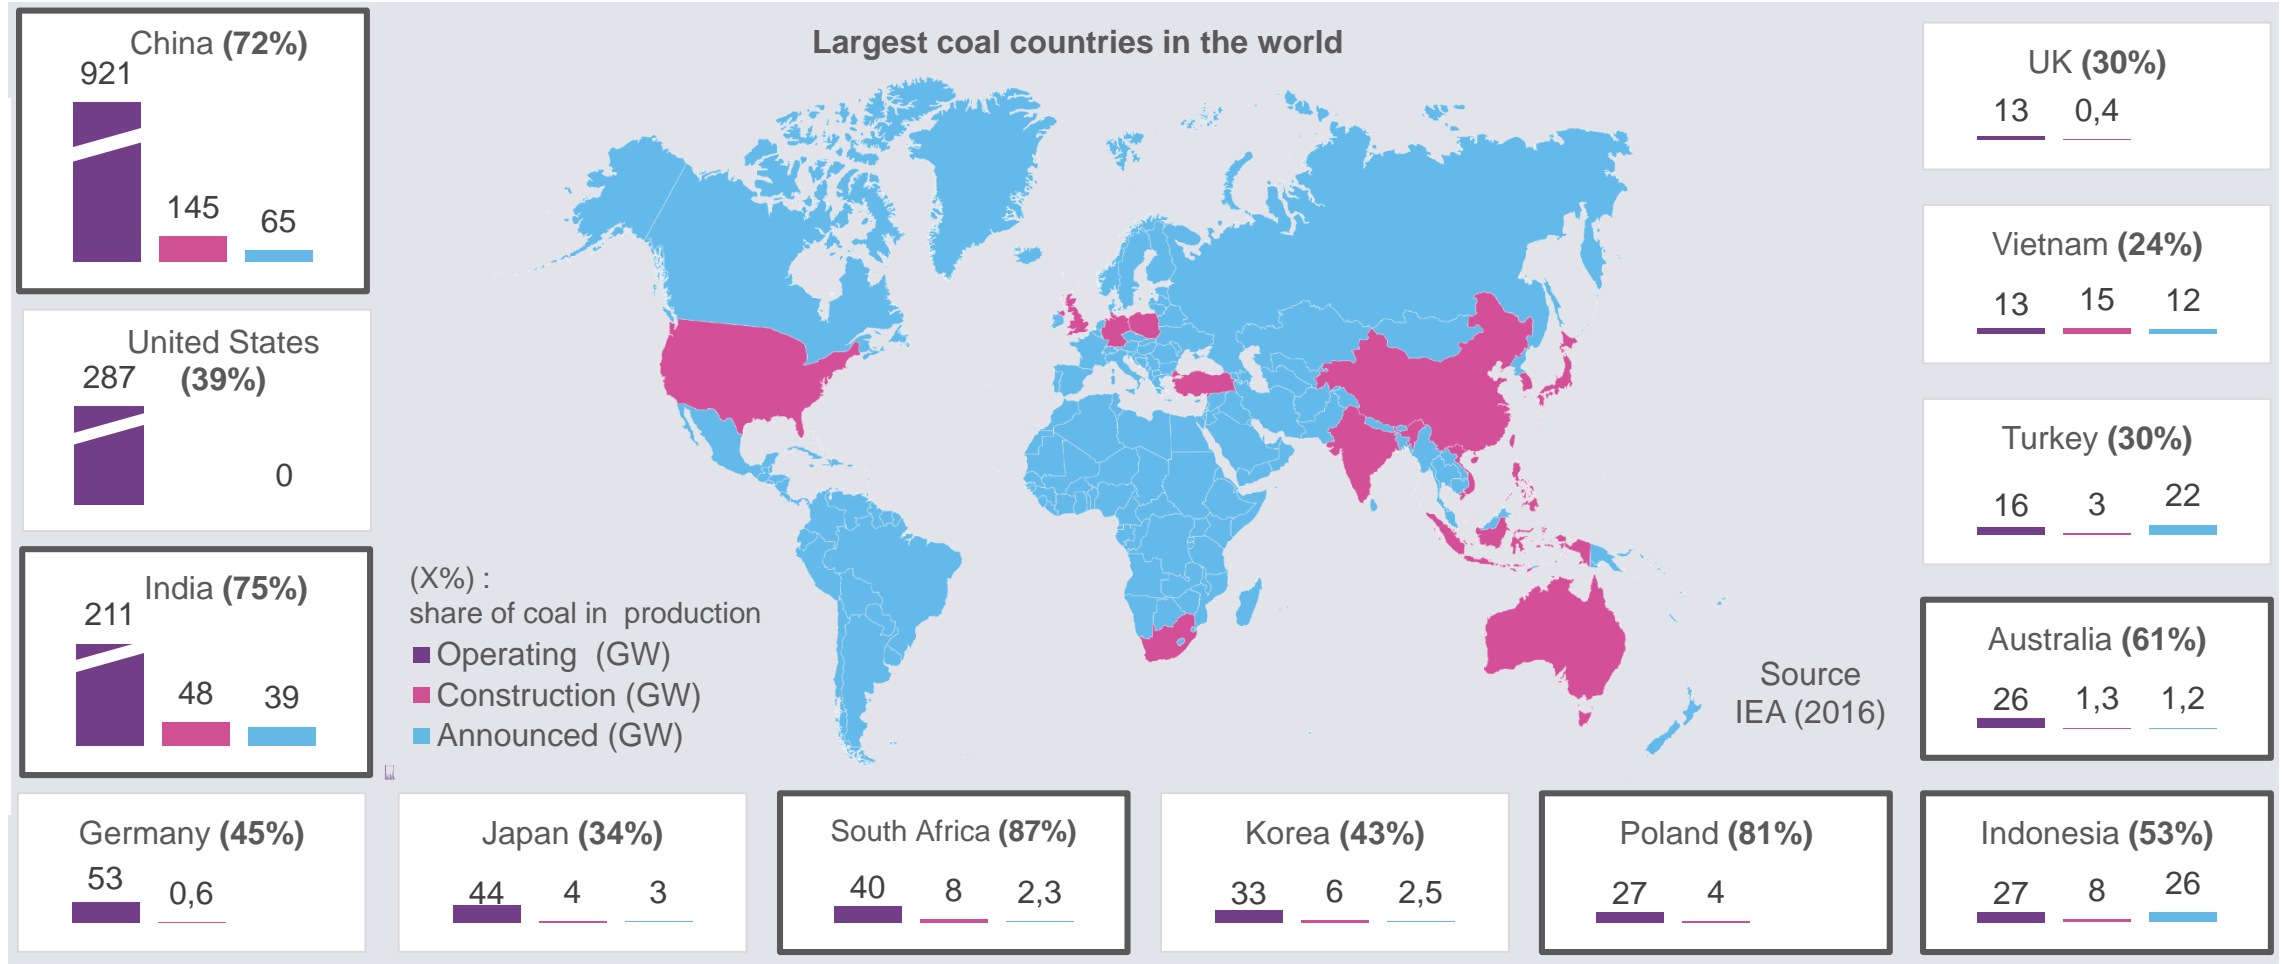 Largest coal countries in the world
China (72%)
921
145
65
United States
(39%)
287
0
India (75%)
211
48
39
(X%) :
share of coal in production
Operating (GW)
Construction (GW)
Announced (GW)
Source
IEA (2016)
UK (30%)
13
0,4
Vietnam (24%)
13
15
12
Turkey (30%)
16
3
22
Australia (61%)
26
1,3
1,2
Germany (45%)
53
0,6
Japan (34%)
44
4
3
South Africa (87%)
40
8
2,3
Korea (43%)
33
6
2,5
Poland (81%)
27
4
Indonesia (53%)
27
8
26